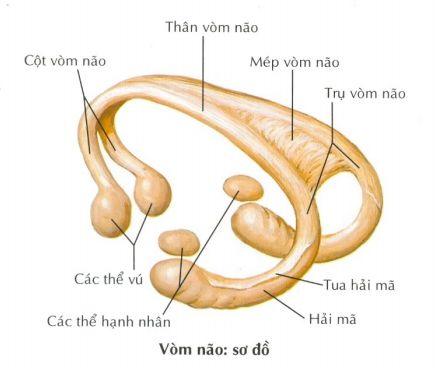 Thân vòm não
Cột vòm não
Mép vòm não
Trụ vòm não
Các thể vú
Tua hải mã
Các thể hạnh nhân
Hải mã
Vòm não: sơ đồ